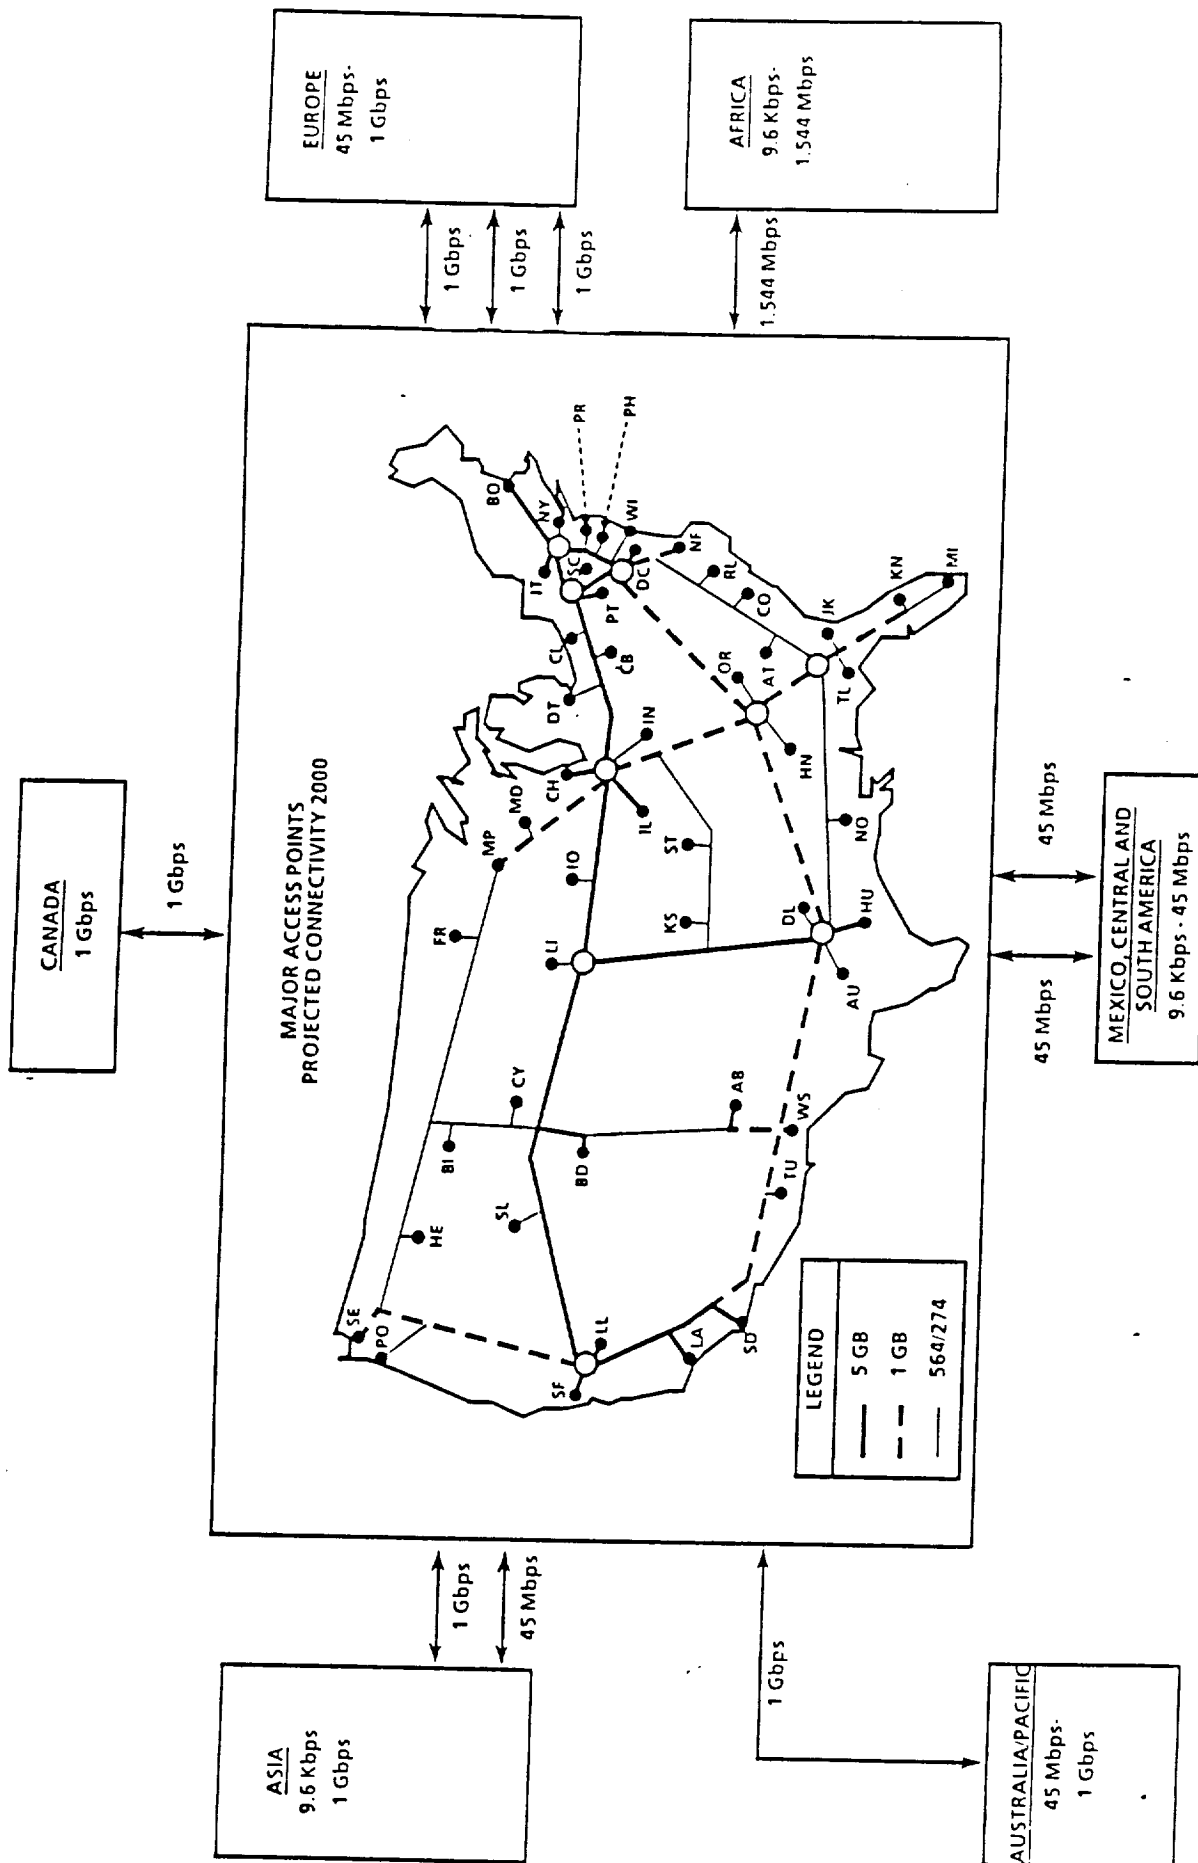 CANADA
1 Gbps
1 Gbps
MAJOR ACCESS POINTS
PROJECTED CONNECTIVITY 2000
ASIA
9.6 Kbps
1 Gbps
1 Gbps
45 Mbps
EUROPE
45 Mbps-
1 Gbps
1 Gbps
1 Gbps
1 Gbps
AFRICA
9.6 Kbps-
1.544 Mbps
1.544 Mbps
AUSTRALIA/PACIFIC
45 Mbps-
1 Gbps
1 Gbps
MEXICO, CENTRAL AND
SOUTH AMERICA
9.6 Kbps - 45 Mbps
45 Mbps
45 Mbps
SE
PO
HE
BI
FR
MP
MD
CH
DT
CL
IT
BO
NY
SF
LL
SL
CY
LI
IO
IL
IN
CB
PT
SC
PR
PH
WI
DC
NF
BD
KS
ST
RL
CO
OR
AT
LA
SD
TU
WS
AB
DL
AU
HU
NO
HN
TL
JK
KN
MI
LEGEND
5 GB
1 GB
564/274